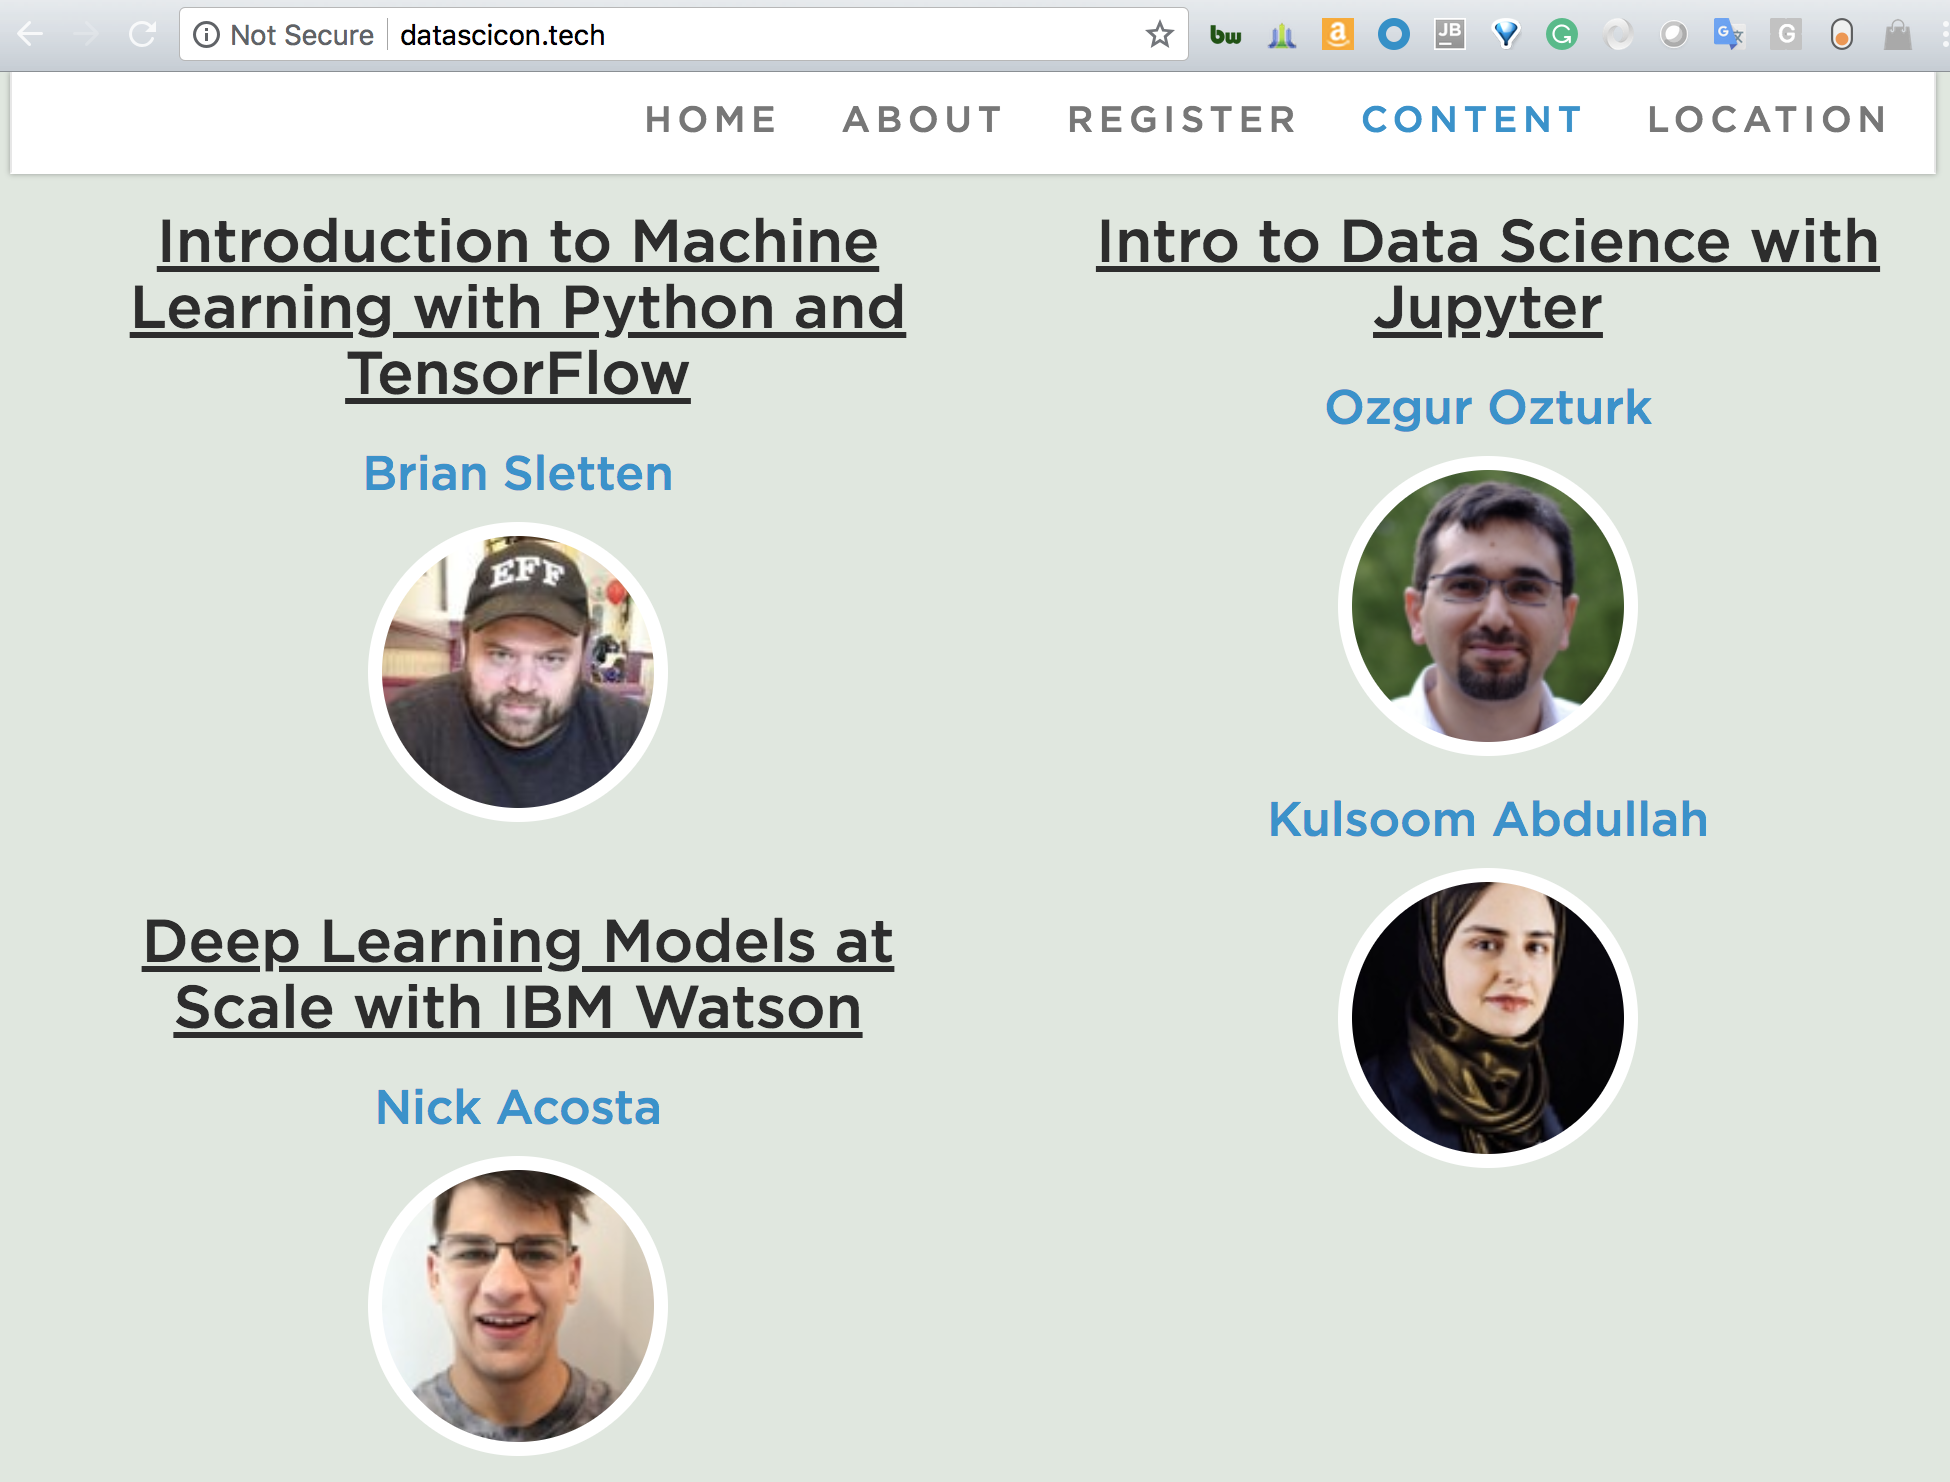 Not Secure datascicon.tech
bw
a
JB
G
G
G
HOME ABOUT REGISTER CONTENT LOCATION
Introduction to Machine
Learning with Python and
TensorFlow
Brian Sletten
EFF
Deep Learning Models at
Scale with IBM Watson
Nick Acosta
Intro to Data Science with
Jupyter
Ozgur Ozturk
Kulsoom Abdullah